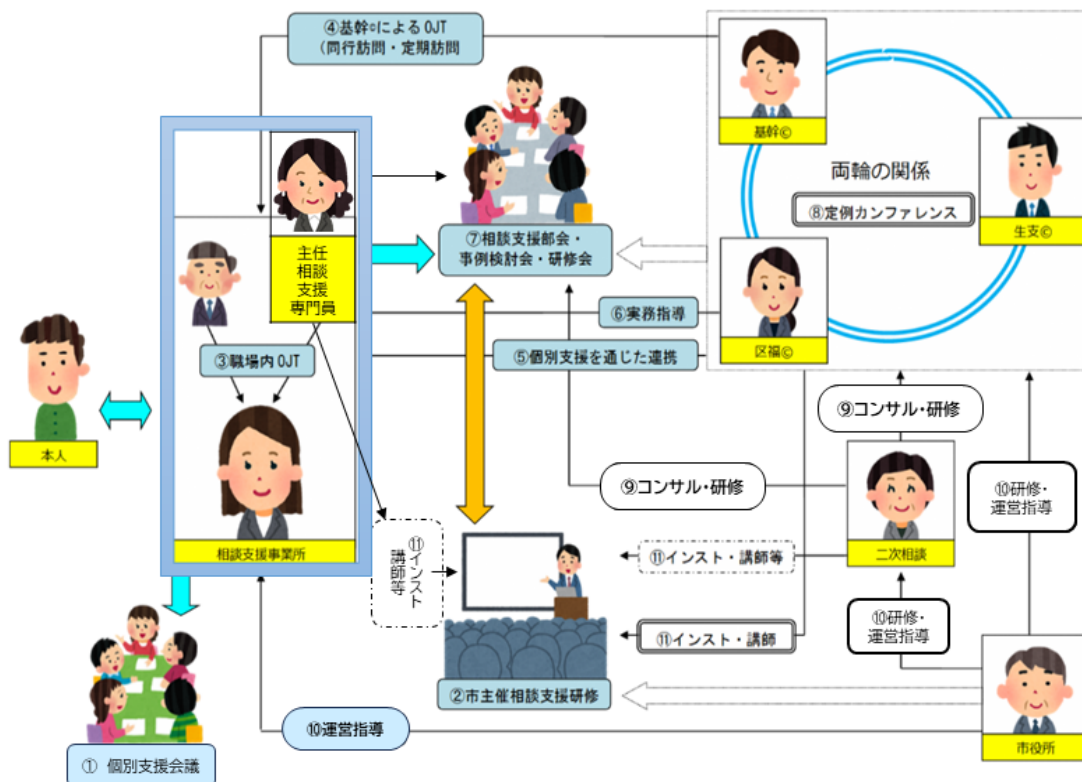 ④基幹©によるOJT
（同行訪問・定期訪問
基幹©
両輪の関係
⑧定例カンファレンス
生支©
主任
相談
支援
専門員
⑦相談支援部会・
事例検討会・研修会
⑥実務指導
区福©
③職場内OJT
⑤個別支援を通じた連携
本人
⑨コンサル・研修
⑨コンサル・研修
⑩研修・
運営指導
相談支援事業所
⑪インスト
講師等
⑪インスト・講師等
二次相談
⑩研修・
運営指導
⑪インスト・講師
②市主催相談支援研修
⑩運営指導
市役所
① 個別支援会議